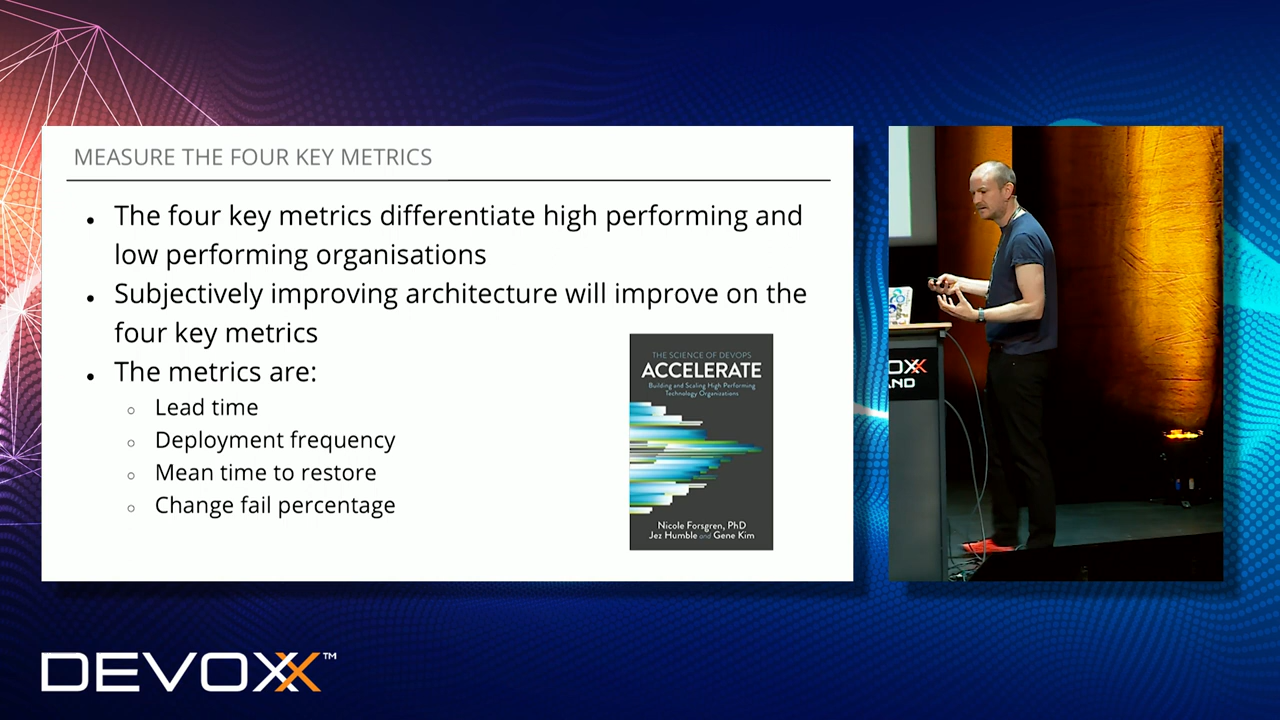 MEASURE THE FOUR KEY METRICS
The four key metrics differentiate high performing and
low performing organisations
Subjectively improving architecture will improve on the
four key metrics
The metrics are:
Lead time
Deployment frequency
Mean time to restore
Change fail percentage
THE SCIENCE OF DEVOPS
ACCELERATE
Building and Scaling High Performing
Technology Organizations
Nicole Forsgren, PhD
Jez Humble and Gene Kim
OXX
AND
DEVOXX™